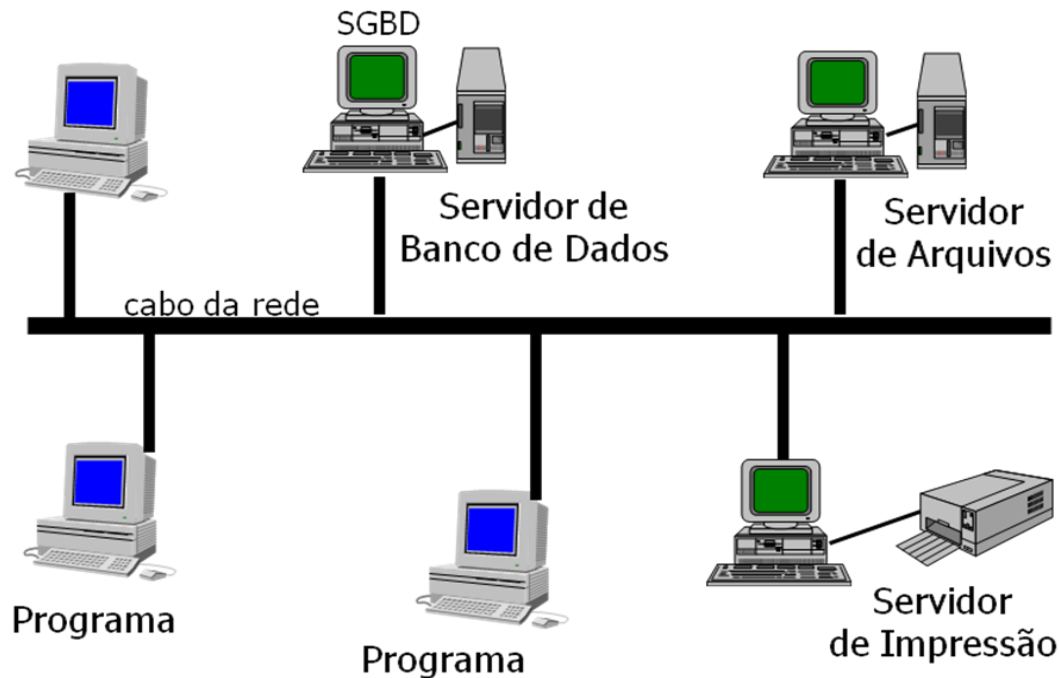 SGBD
Servidor de
Banco de Dados
Servidor
de Arquivos
cabo da rede
Programa
Programa
Servidor
de Impressão